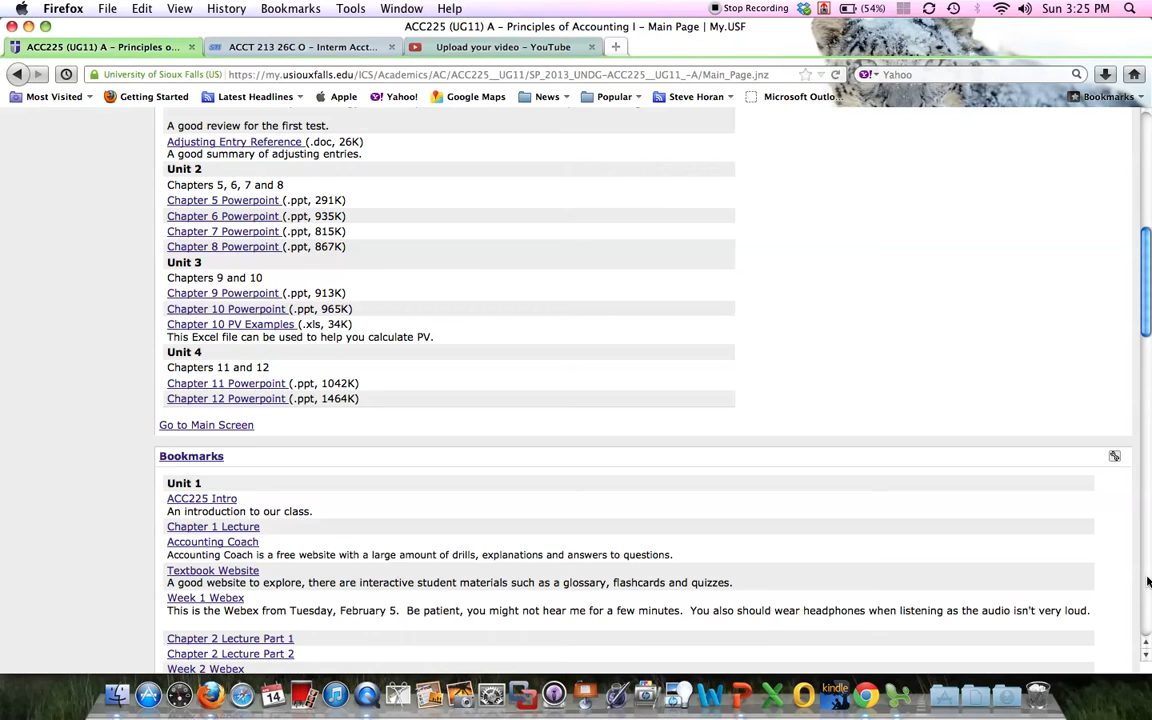 Firefox File Edit View History Bookmarks Tools Window Help Stop Recording (54%) Sun 3:25 PM
ACC225 (UG11) A – Principles of Accounting I – Main Page | My.USF
ACC225 (UG11) A – Principles o... ACCT 213 26C O – Interm Acct... Upload your video – YouTube
University of Sioux Falls (US) https://my.usiouxfalls.edu/ICS/Academics/AC/ACC225__UG11/SP_2013_UNDG-ACC225__UG11_-A/Main_Page.jnz Yahoo
Most Visited Getting Started Latest Headlines Apple Yahoo! Google Maps News Popular Steve Horan Microsoft Outlo... Bookmarks
A good review for the first test.
Adjusting Entry Reference (.doc, 26K)
A good summary of adjusting entries.
Unit 2
Chapters 5, 6, 7 and 8
Chapter 5 Powerpoint (.ppt, 291K)
Chapter 6 Powerpoint (.ppt, 935K)
Chapter 7 Powerpoint (.ppt, 815K)
Chapter 8 Powerpoint (.ppt, 867K)
Unit 3
Chapters 9 and 10
Chapter 9 Powerpoint (.ppt, 913K)
Chapter 10 Powerpoint (.ppt, 965K)
Chapter 10 PV Examples (.xls, 34K)
This Excel file can be used to help you calculate PV.
Unit 4
Chapters 11 and 12
Chapter 11 Powerpoint (.ppt, 1042K)
Chapter 12 Powerpoint (.ppt, 1464K)
Go to Main Screen
Bookmarks
Unit 1
ACC225 Intro
An introduction to our class.
Chapter 1 Lecture
Accounting Coach
Accounting Coach is a free website with a large amount of drills, explanations and answers to questions.
Textbook Website
A good website to explore, there are interactive student materials such as a glossary, flashcards and quizzes.
Week 1 Webex
This is the Webex from Tuesday, February 5. Be patient, you might not hear me for a few minutes. You also should wear headphones when listening as the audio isn't very loud.
Chapter 2 Lecture Part 1
Chapter 2 Lecture Part 2
Week 2 Webex
14 kindle